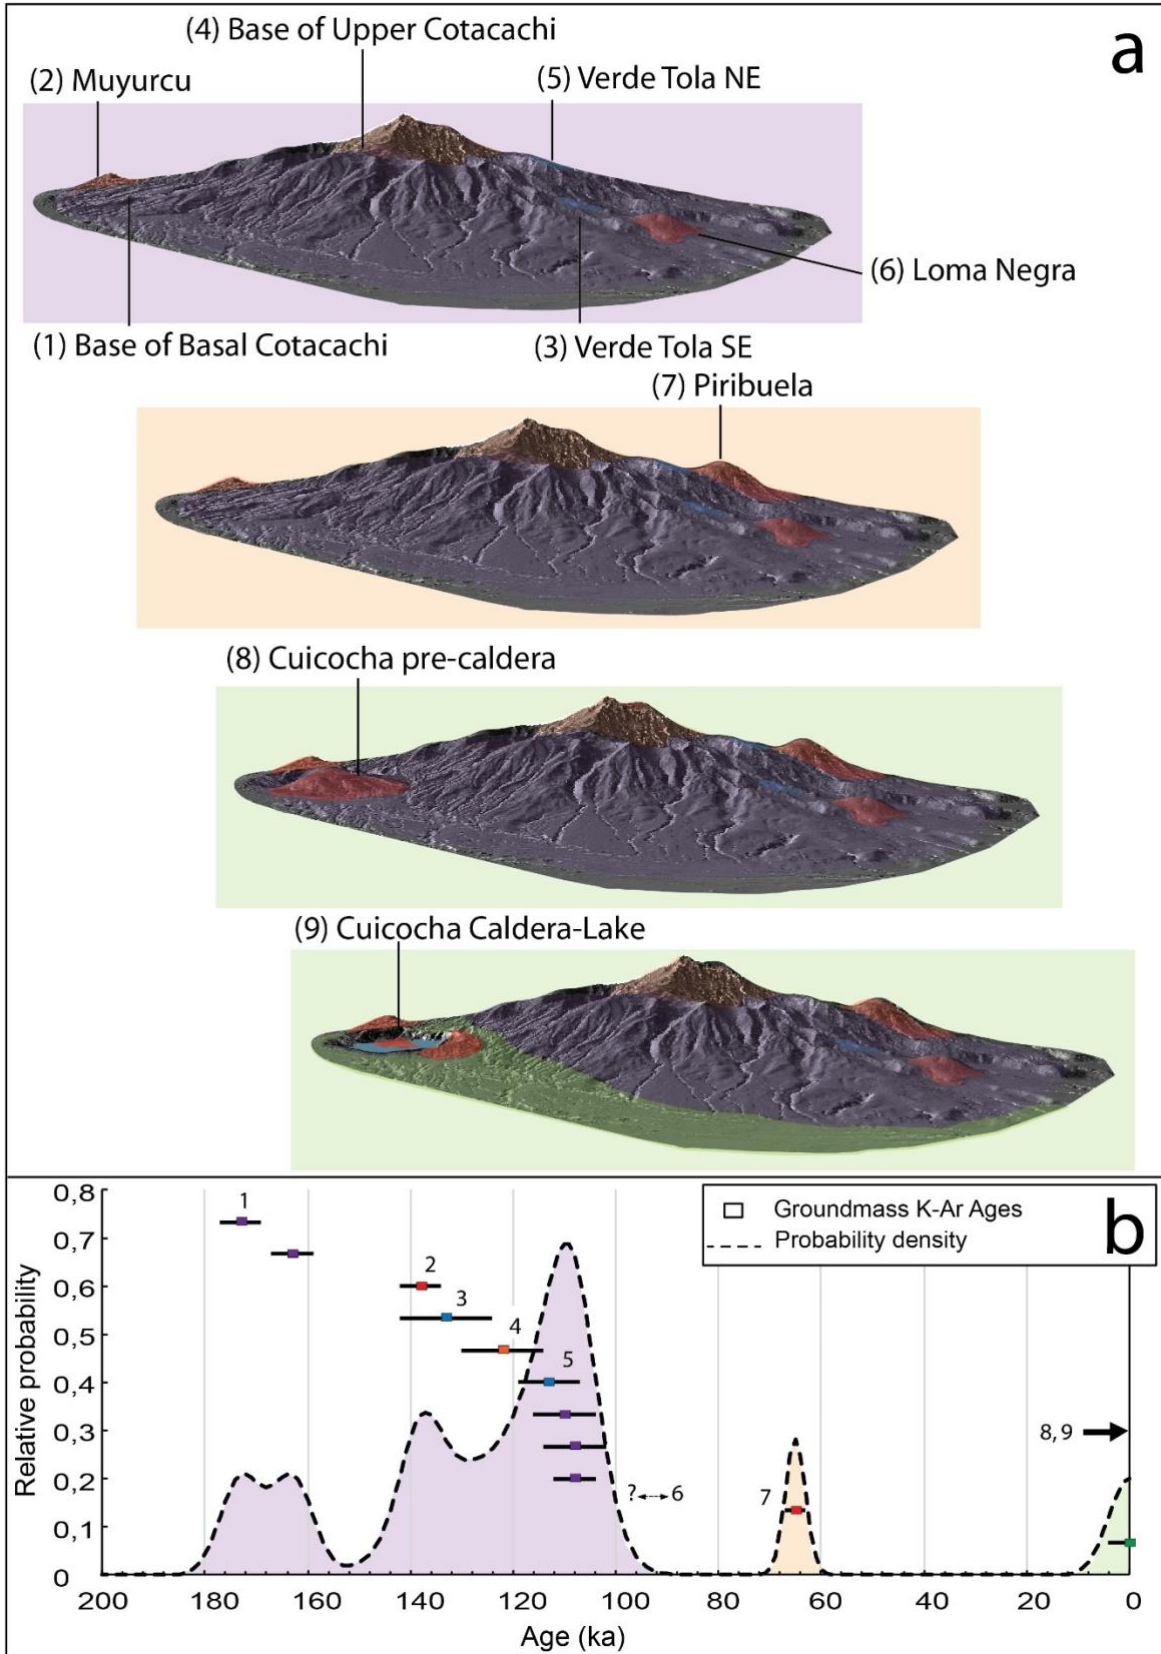 a
(4) Base of Upper Cotacachi
(2) Muyurcu
(5) Verde Tola NE
(6) Loma Negra
(1) Base of Basal Cotacachi
(3) Verde Tola SE
(7) Piribuela
(8) Cuicocha pre-caldera
(9) Cuicocha Caldera-Lake
b
Groundmass K-Ar Ages
Probability density
Relative probability
0,8
0,7
0,6
0,5
0,4
0,3
0,2
0,1
0
1
2
3
4
5
?
6
7
8,9
200 180 160 140 120 100 80 60 40 20 0
Age (ka)